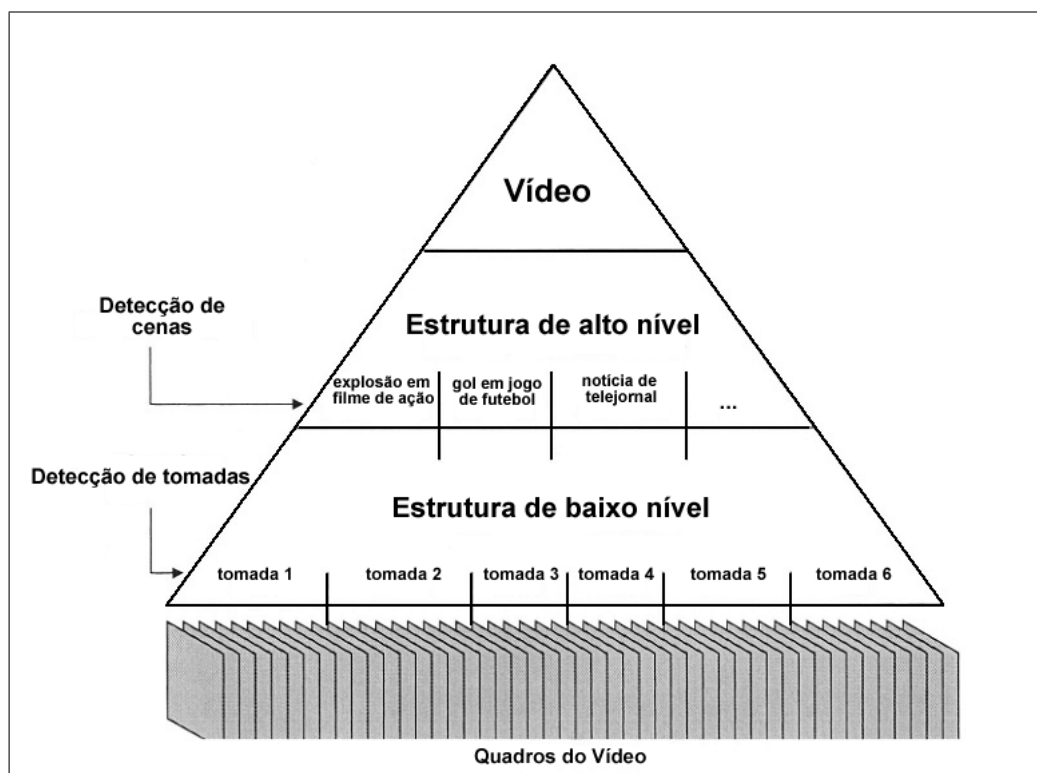 Vídeo
Detecção de
cenas
Estrutura de alto nível
explosão em
filme de ação
gol em jogo
de futebol
notícia de
telejornal
...
Detecção de tomadas
Estrutura de baixo nível
tomada 1
tomada 2
tomada 3
tomada 4
tomada 5
tomada 6
Quadros do Vídeo